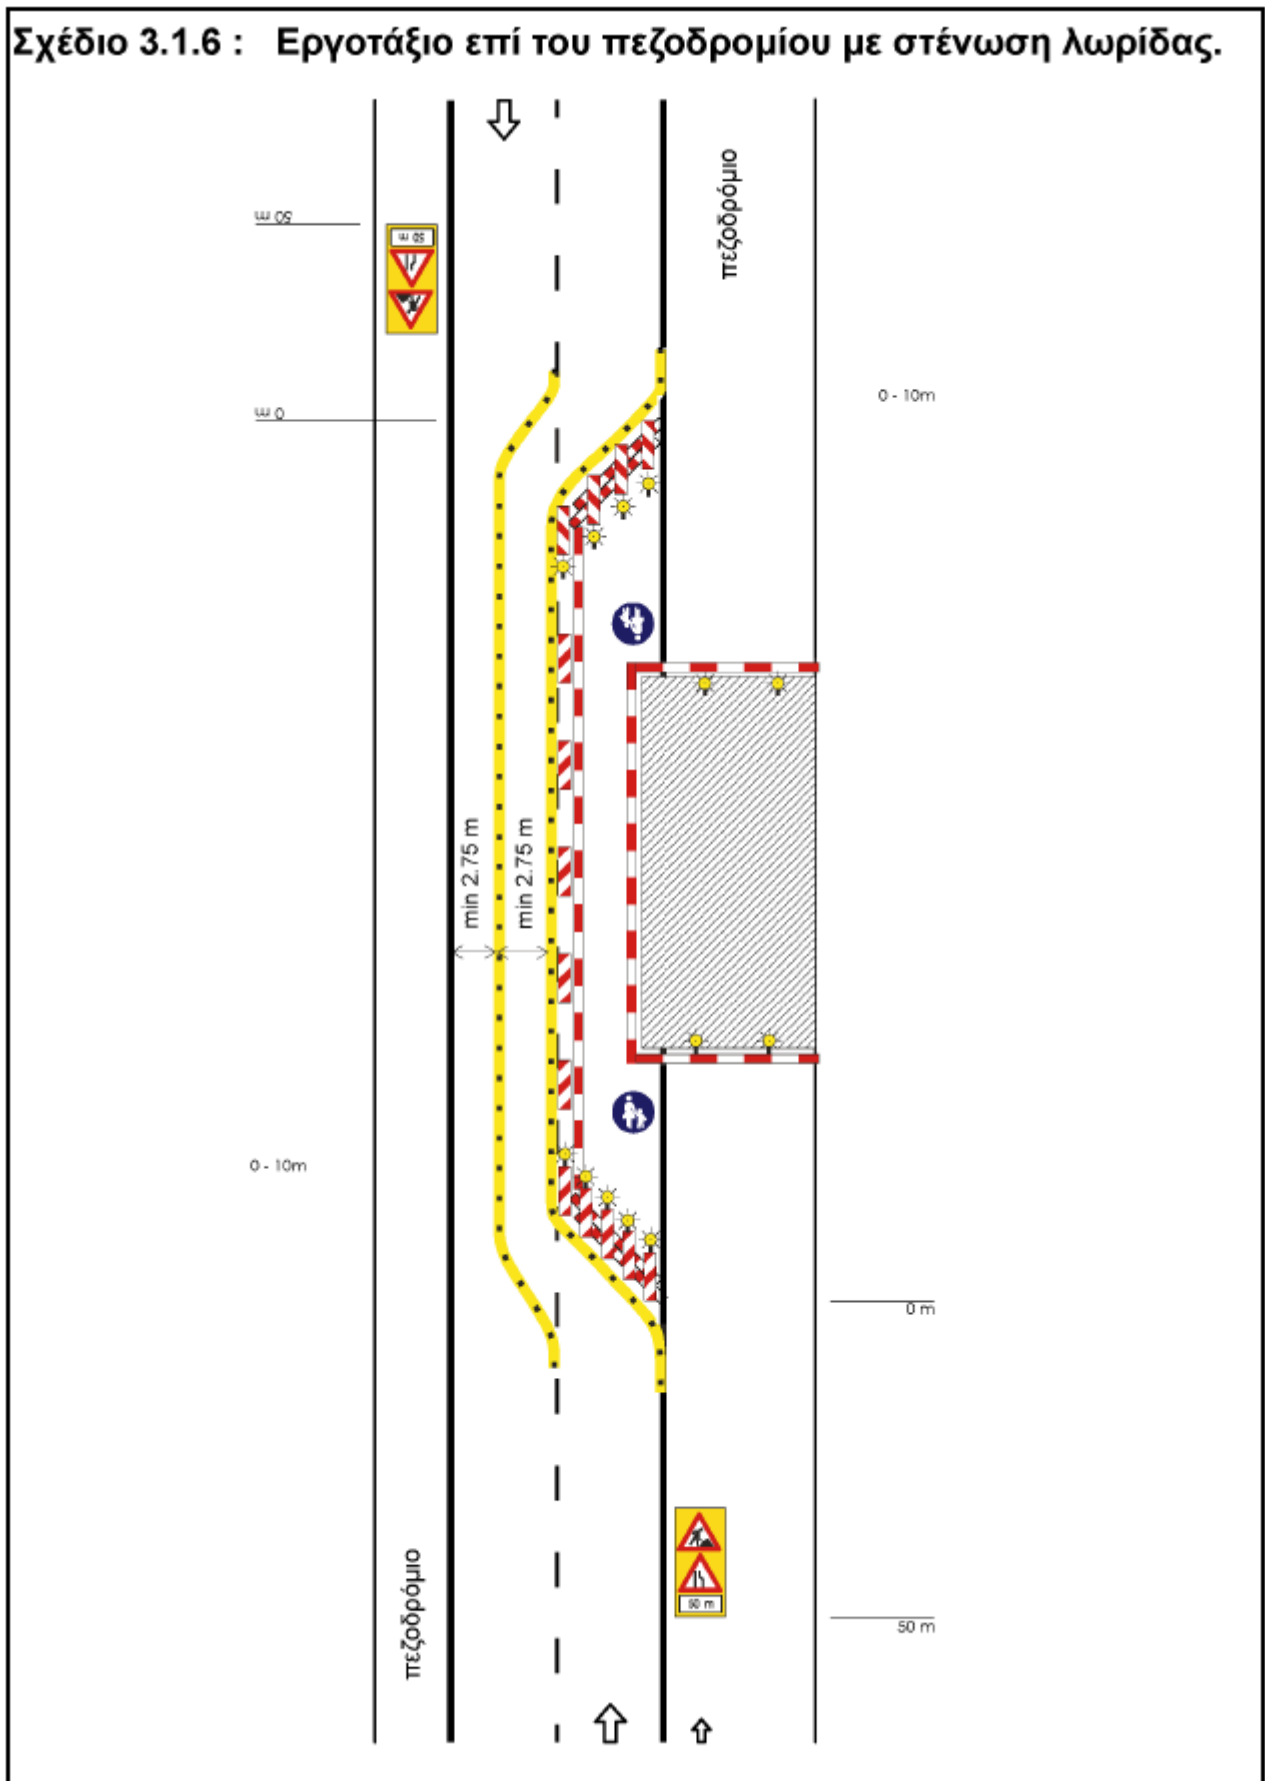 Σχέδιο 3.1.6 : Εργοτάξιο επί του πεζοδρομίου με στένωση λωρίδας.
πεζοδρόμιο
50 m
50 m
0 - 10m
0 m
min 2.75 m
min 2.75 m
0 - 10m
0 m
πεζοδρόμιο
50 m
50 m